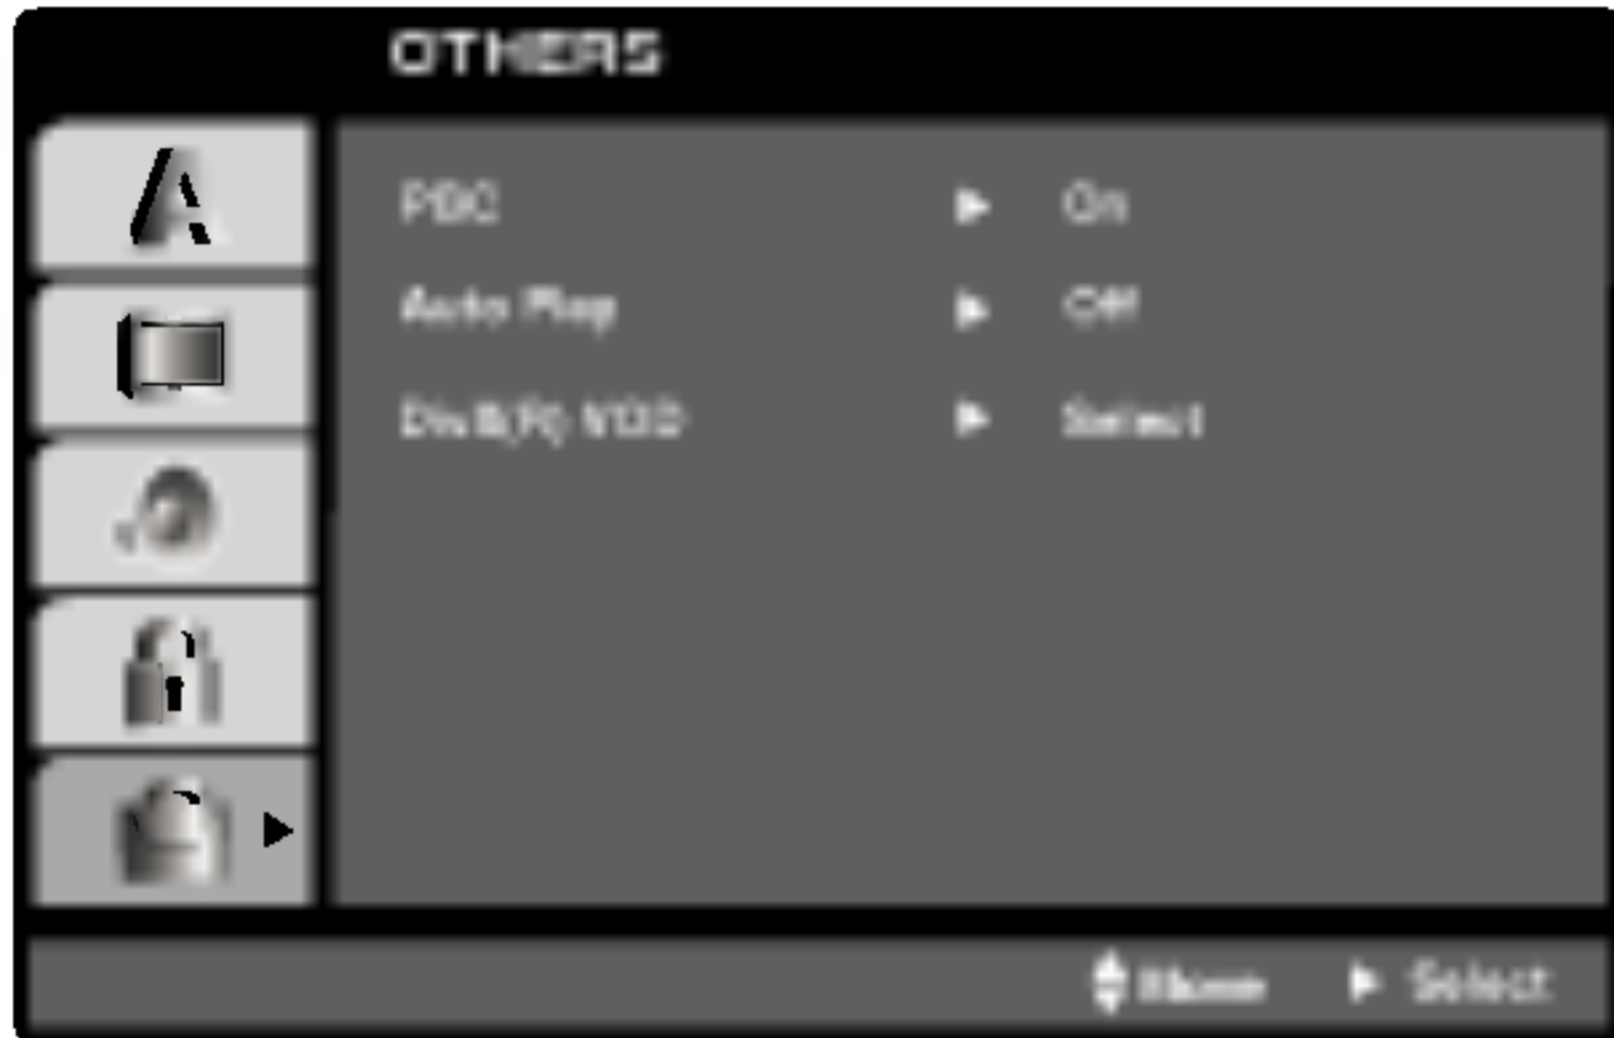 OTHERS
A
PBC ► On
Auto Play ► Off
DivX(R) VOD ► Select
Move ► Select